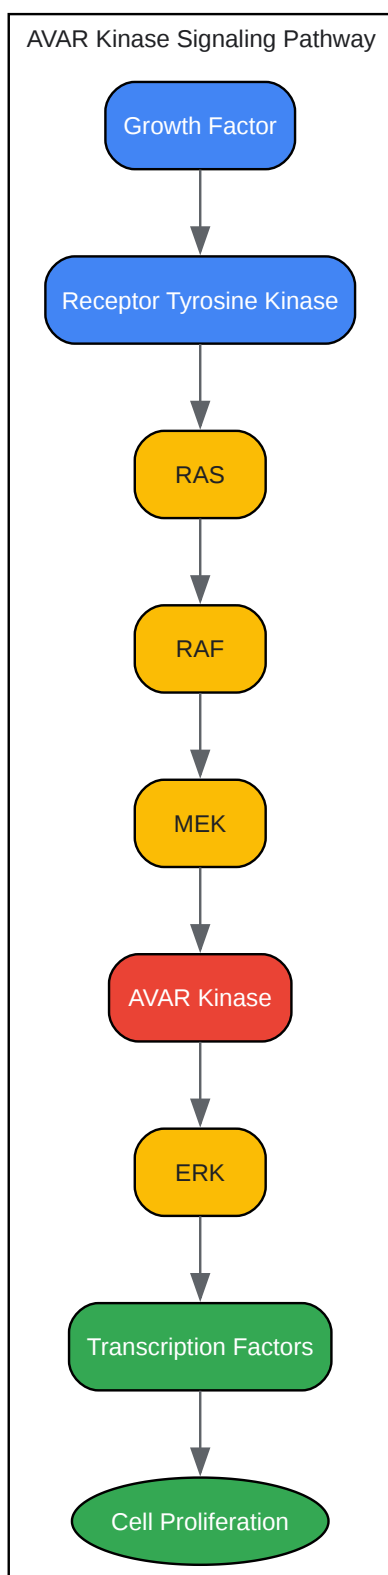 AVAR Kinase Signaling Pathway
Growth Factor
Receptor Tyrosine Kinase
RAS
RAF
MEK
AVAR Kinase
ERK
Transcription Factors
Cell Proliferation